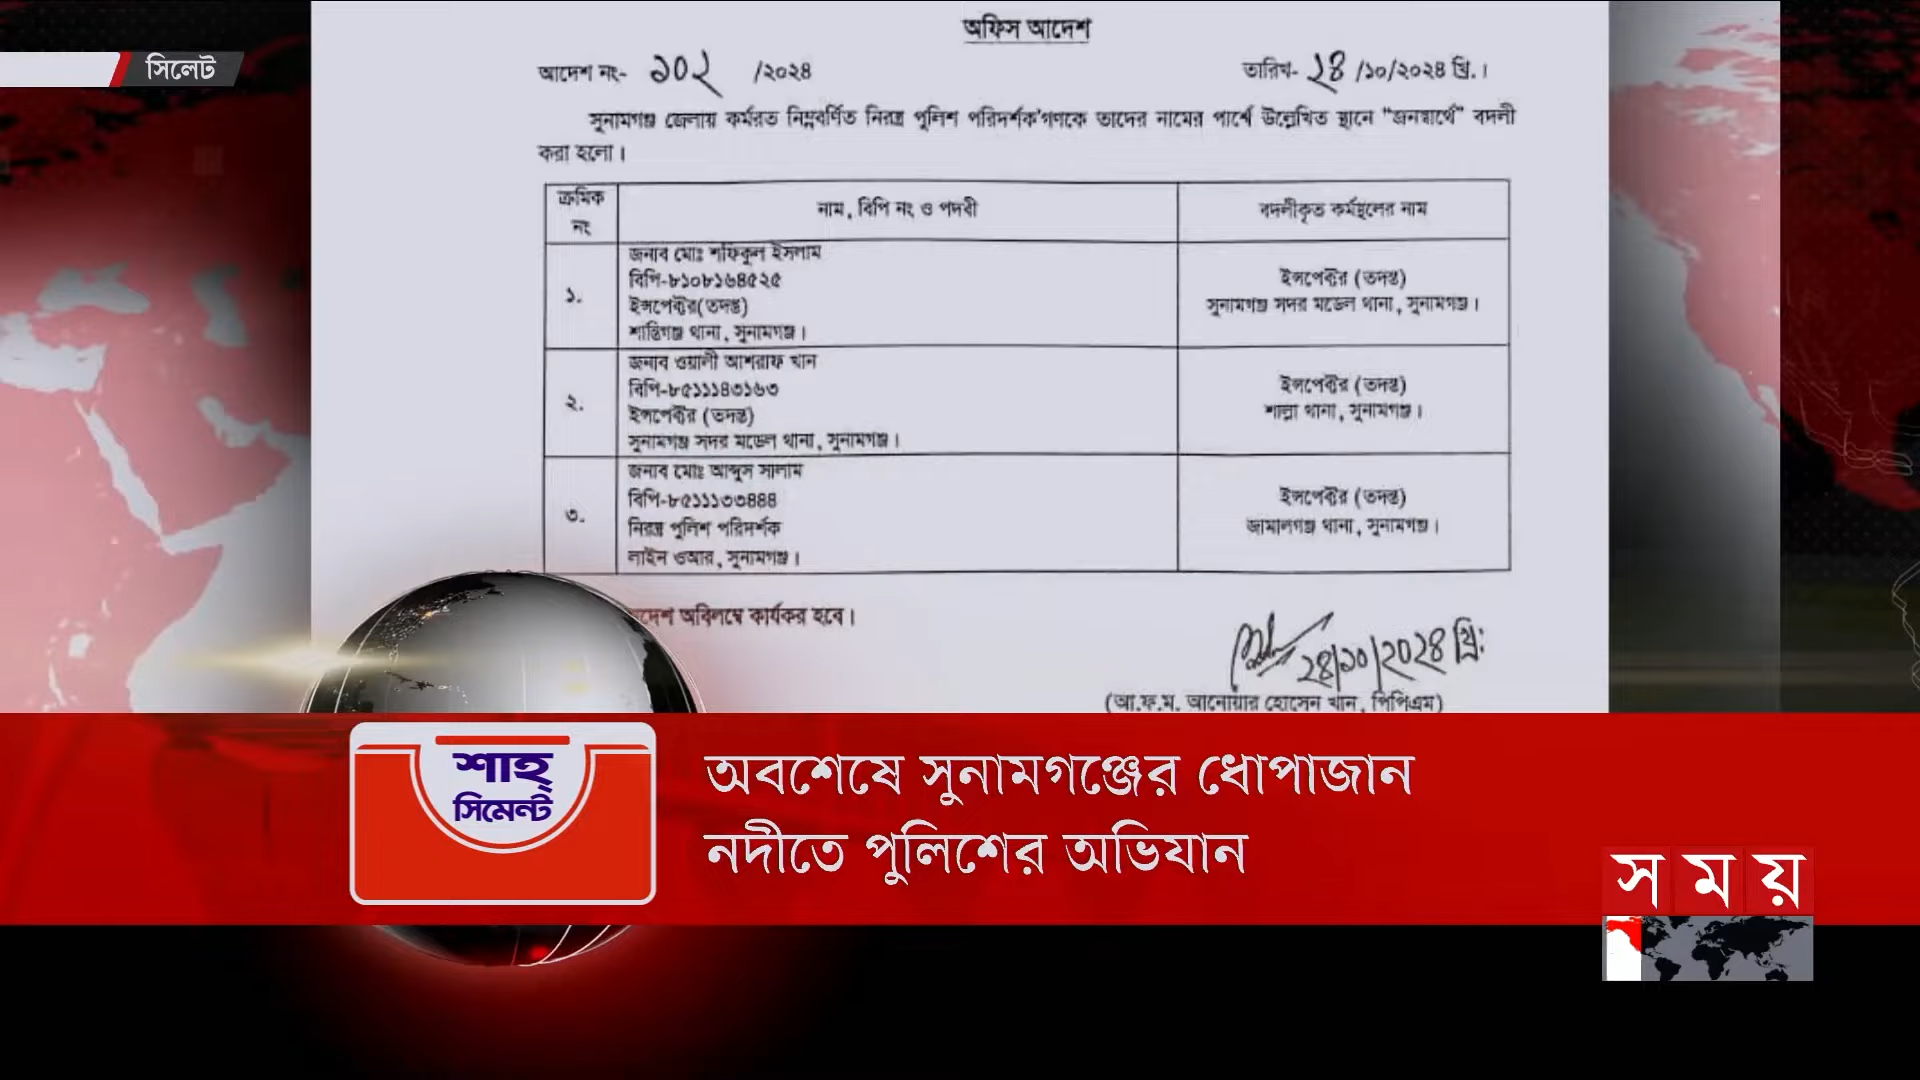 সিলেট
অফিস আদেশ
আদেশ নং- ১০২ /২০২৪
তারিখ- ২৪ /১০/২০২৪ খ্রি.।
সুনামগঞ্জ জেলায় কর্মরত নিম্নবর্ণিত নিরস্ত্র পুলিশ পরিদর্শক'গণকে তাদের নামের পার্শ্বে উল্লেখিত স্থানে "জনস্বার্থে" বদলী
করা হলো।
ক্রমিক নং
নাম, বিপি নং ও পদবী
বদলীকৃত কর্মস্থলের নাম
১.
জনাব মোঃ শফিকুল ইসলাম
বিপি-৮১০৮১৬৪৫২৫
ইন্সপেক্টর(তদন্ত)
শান্তিগঞ্জ থানা, সুনামগঞ্জ।
ইন্সপেক্টর (তদন্ত)
সুনামগঞ্জ সদর মডেল থানা, সুনামগঞ্জ।
২.
জনাব ওয়ালী আশরাফ খান
বিপি-৮৫১১১৪৩১৬৩
ইন্সপেক্টর (তদন্ত)
সুনামগঞ্জ সদর মডেল থানা, সুনামগঞ্জ।
ইন্সপেক্টর (তদন্ত)
শাল্লা থানা, সুনামগঞ্জ।
৩.
জনাব মোঃ আব্দুস সালাম
বিপি-৮৫১১১৩৩৪৪৪
নিরস্ত্র পুলিশ পরিদর্শক
লাইন ওআর, সুনামগঞ্জ।
ইন্সপেক্টর (তদন্ত)
জামালগঞ্জ থানা, সুনামগঞ্জ।
দেশ অবিলম্বে কার্যকর হবে।
২৪/১০/২০২৪ খ্রি:
(আ.ফ.ম. আনোয়ার হোসেন খান, পিপিএম)
শাহ্
সিমেন্ট
অবশেষে সুনামগঞ্জের ধোপাজান
নদীতে পুলিশের অভিযান
সময়